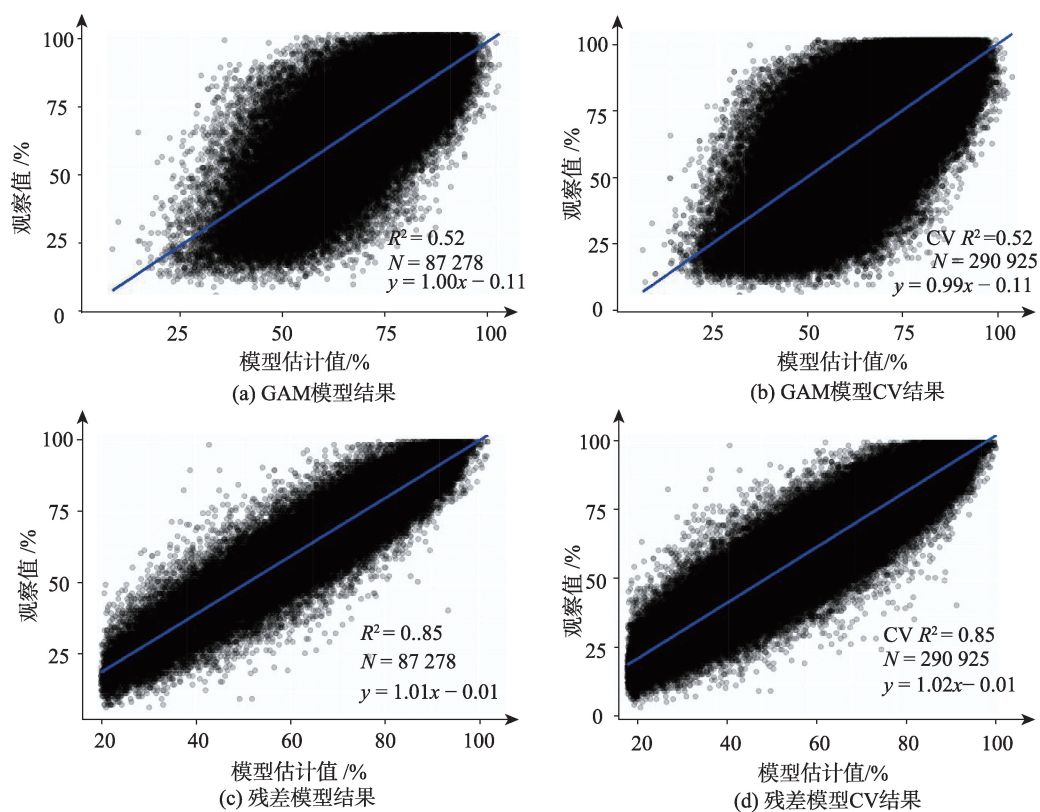 100
75
50
25
0
观察值 /%
R² = 0.52
N = 87 278
y = 1.00x − 0.11
25
50
75
100
模型估计值/%
(a) GAM模型结果
100
75
50
25
0
观察值 /%
CV R² =0.52
N = 290 925
y = 0.99x − 0.11
25
50
75
100
模型估计值/%
(b) GAM模型CV结果
100
75
50
25
观察值 /%
R² = 0..85
N = 87 278
y = 1.01x − 0.01
20
40
60
80
100
模型估计值 /%
(c) 残差模型结果
100
75
50
25
0
观察值 /%
CV R² = 0.85
N = 290 925
y = 1.02x− 0.01
20
40
60
80
100
模型估计值/%
(d) 残差模型CV结果